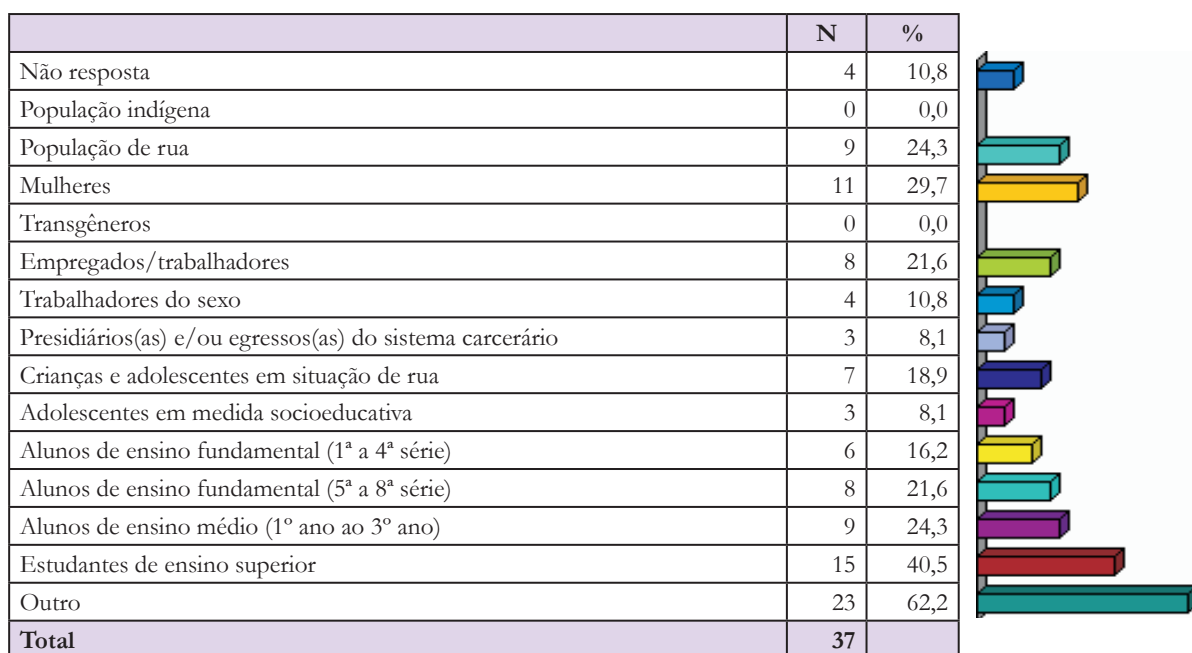 N %
Não resposta 4 10,8
População indígena 0 0,0
População de rua 9 24,3
Mulheres 11 29,7
Transgêneros 0 0,0
Empregados/trabalhadores 8 21,6
Trabalhadores do sexo 4 10,8
Presidiários(as) e/ou egressos(as) do sistema carcerário 3 8,1
Crianças e adolescentes em situação de rua 7 18,9
Adolescentes em medida socioeducativa 3 8,1
Alunos de ensino fundamental (1ª a 4ª série) 6 16,2
Alunos de ensino fundamental (5ª a 8ª série) 8 21,6
Alunos de ensino médio (1º ano ao 3º ano) 9 24,3
Estudantes de ensino superior 15 40,5
Outro 23 62,2
Total 37